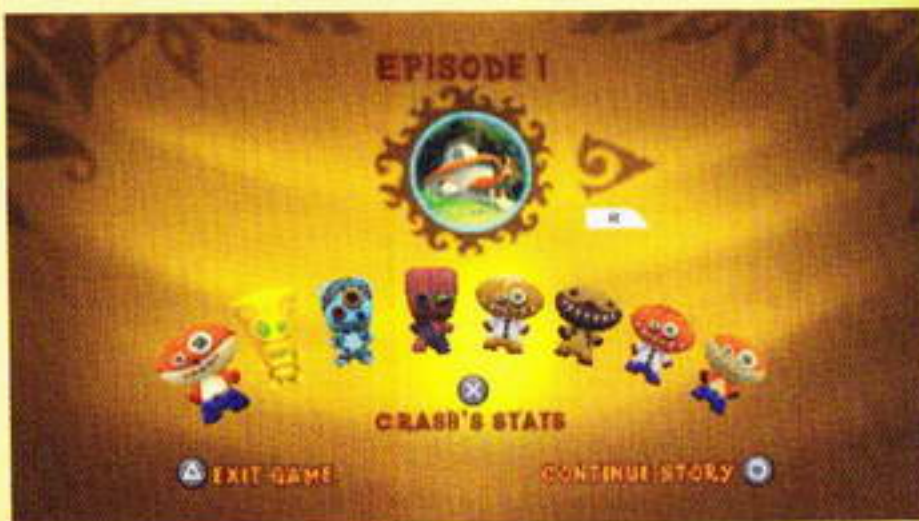 EPISODE 1
R
CRASH'S STATS
EXIT GAME
CONTINUE STORY